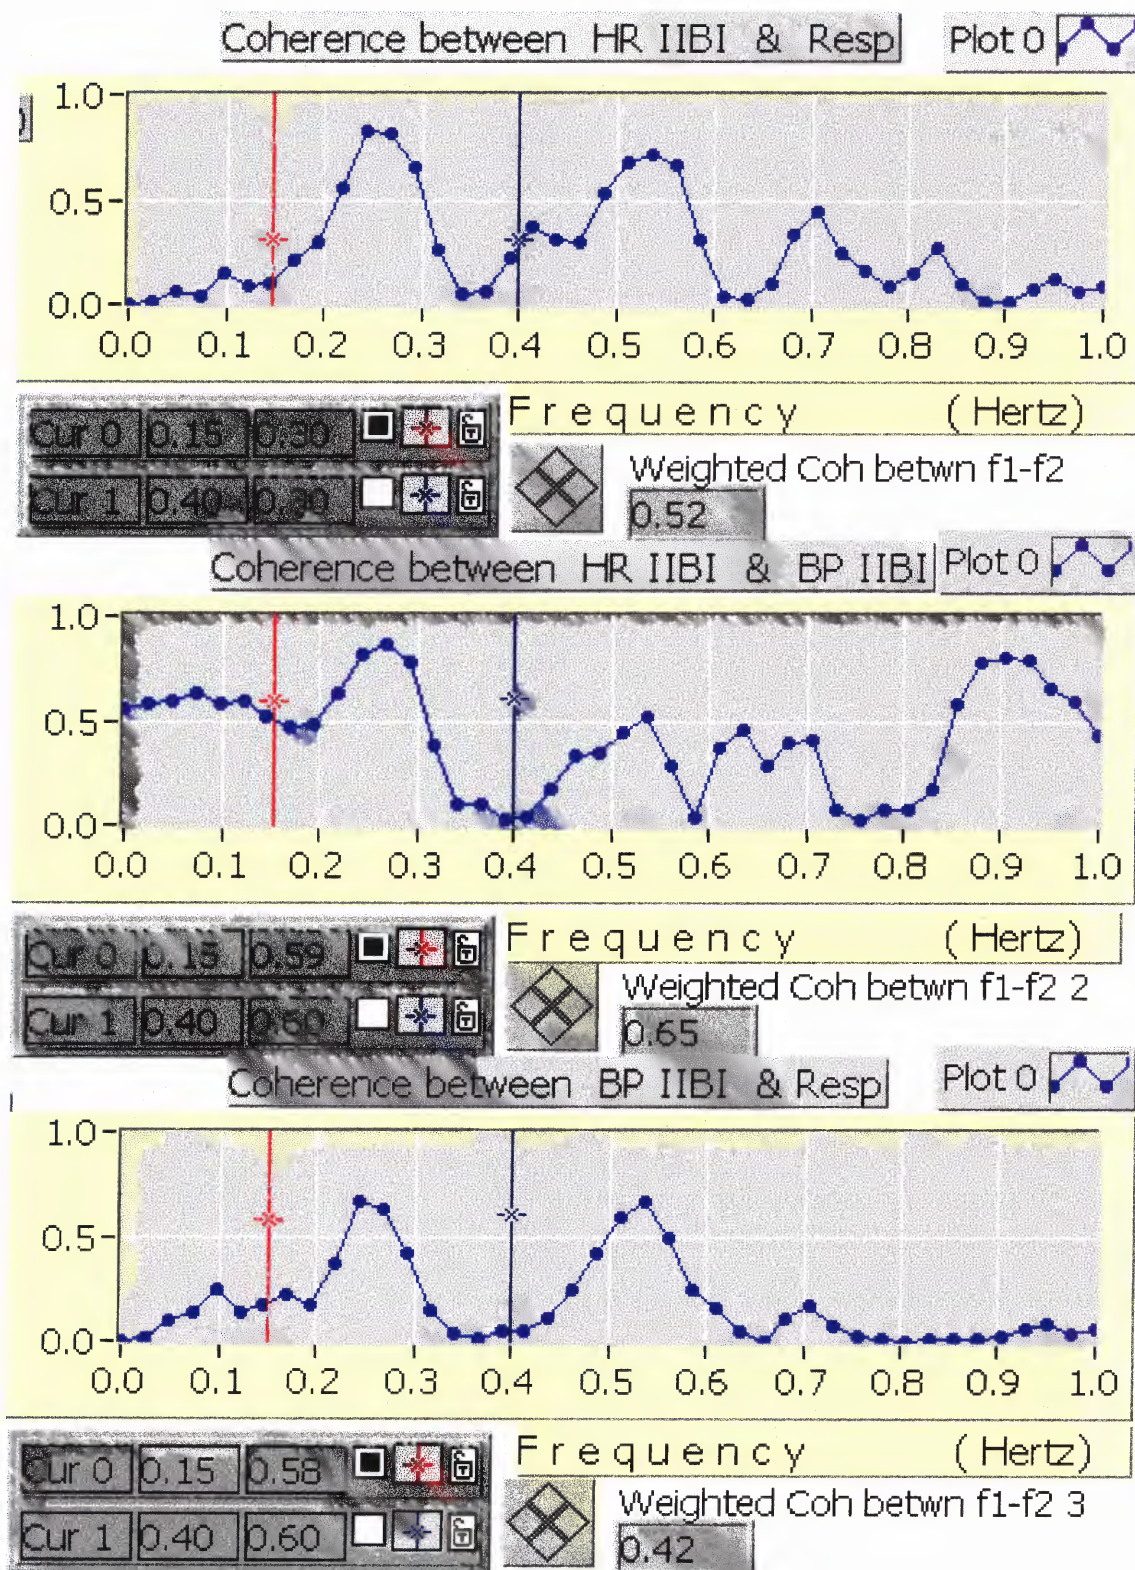 Coherence between HR IIBI & Resp Plot 0
1.0
0.5
0.0
0.0 0.1 0.2 0.3 0.4 0.5 0.6 0.7 0.8 0.9 1.0
Frequency (Hertz)
Cur 0 0.15 0.30
Cur 1 0.40 0.30
Weighted Coh betwn f1-f2
0.52
Coherence between HR IIBI & BP IIBI Plot 0
1.0
0.5
0.0
0.0 0.1 0.2 0.3 0.4 0.5 0.6 0.7 0.8 0.9 1.0
Frequency (Hertz)
Cur 0 0.15 0.59
Cur 1 0.40 0.60
Weighted Coh betwn f1-f2 2
0.65
Coherence between BP IIBI & Resp Plot 0
1.0
0.5
0.0
0.0 0.1 0.2 0.3 0.4 0.5 0.6 0.7 0.8 0.9 1.0
Frequency (Hertz)
Cur 0 0.15 0.58
Cur 1 0.40 0.60
Weighted Coh betwn f1-f2 3
0.42